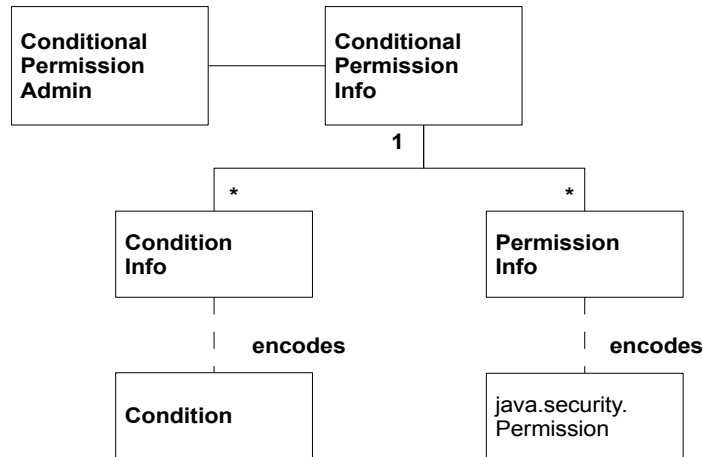 Conditional
Permission
Admin
Conditional
Permission
Info
1
*
*
Condition
Info
Permission
Info
encodes
encodes
Condition
java.security.
Permission